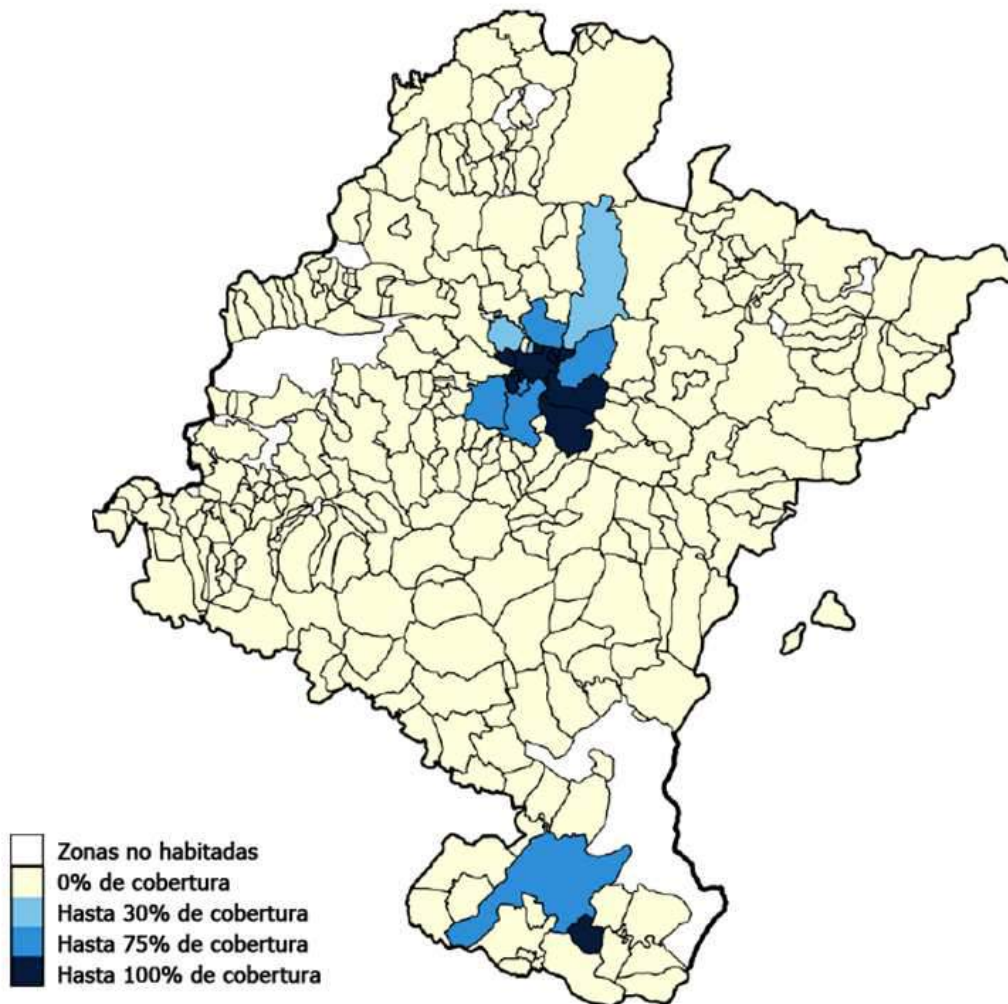 Zonas no habitadas
0% de cobertura
Hasta 30% de cobertura
Hasta 75% de cobertura
Hasta 100% de cobertura